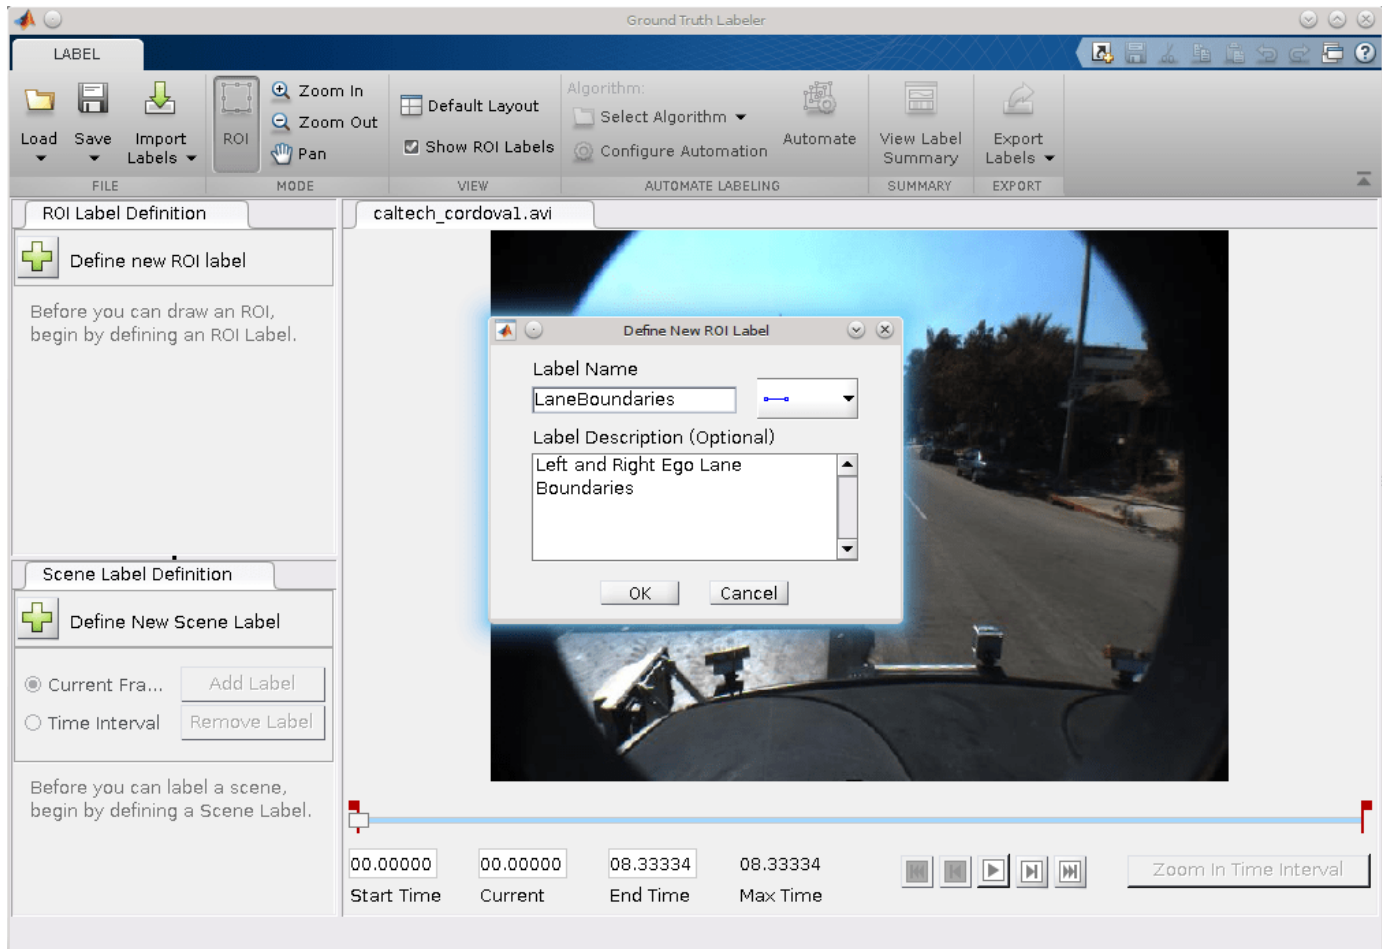 Ground Truth Labeler
LABEL
Load
Save
Import
Labels
ROI
Zoom In
Zoom Out
Pan
Default Layout
Show ROI Labels
Algorithm:
Select Algorithm
Configure Automation
Automate
View Label
Summary
Export
Labels
FILE
MODE
VIEW
AUTOMATE LABELING
SUMMARY
EXPORT
ROI Label Definition
Define new ROI label
Before you can draw an ROI,
begin by defining an ROI Label.
caltech_cordova1.avi
Define New ROI Label
Label Name
LaneBoundaries
Label Description (Optional)
Left and Right Ego Lane
Boundaries
OK
Cancel
Scene Label Definition
Define New Scene Label
Current Fra...
Add Label
Time Interval
Remove Label
Before you can label a scene,
begin by defining a Scene Label.
00.00000
00.00000
08.33334
08.33334
Start Time
Current
End Time
Max Time
Zoom In Time Interval